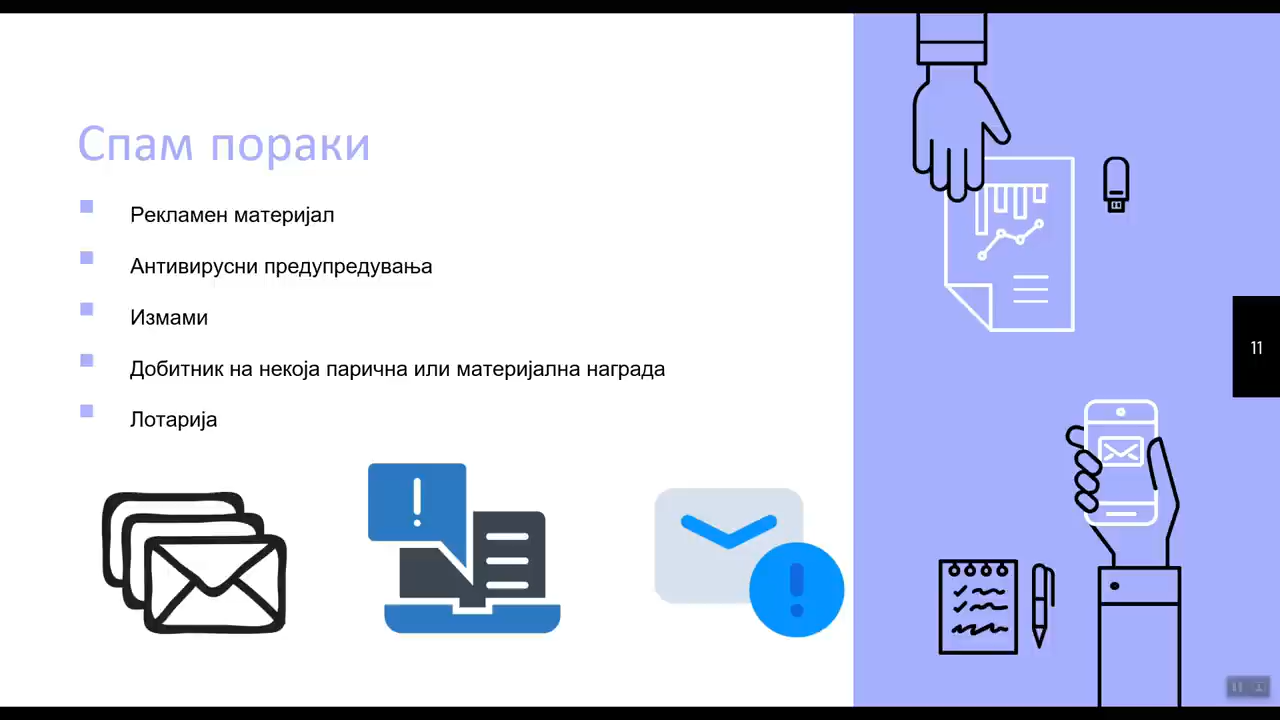 Спам пораки
Рекламен материјал
Антивирусни предупредувања
Измами
Добитник на некоја парична или материјална награда
Лотарија
11